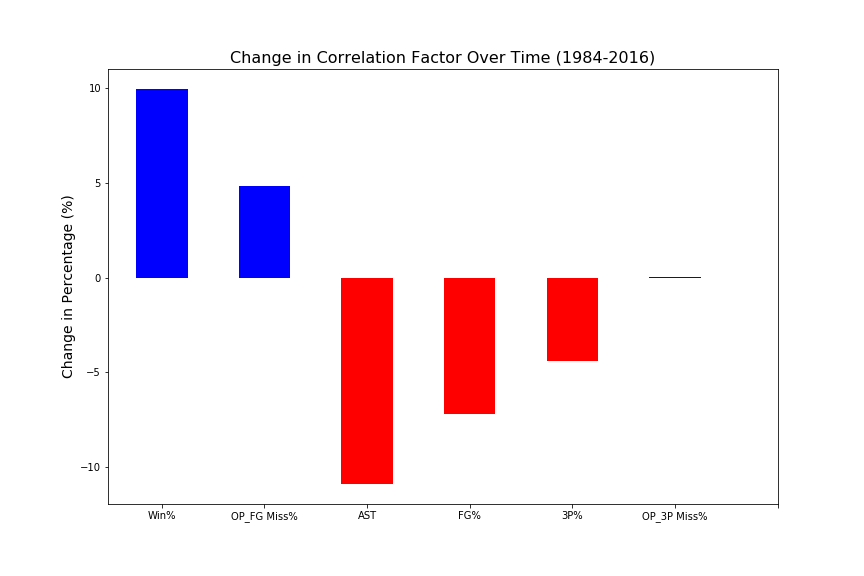 Change in Correlation Factor Over Time (1984-2016)
Change in Percentage (%)
10
5
0
−5
−10
Win%
OP_FG Miss%
AST
FG%
3P%
OP_3P Miss%